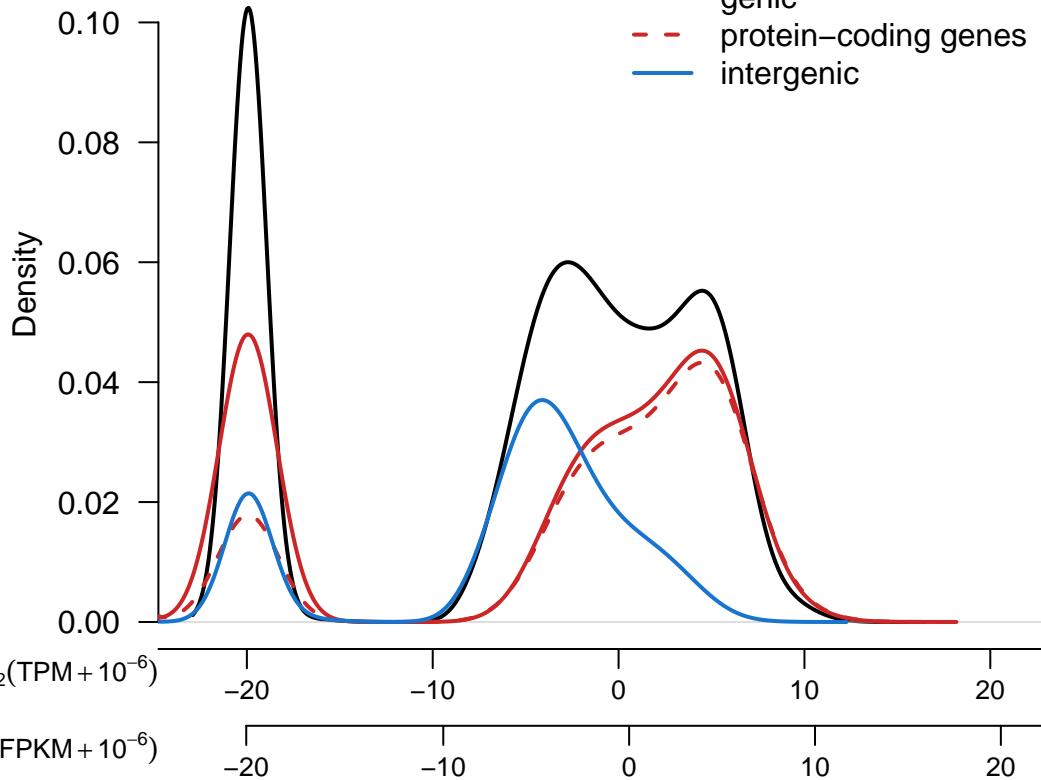 genic
protein−coding genes
intergenic
0.10
0.08
0.06
0.04
0.02
0.00
Density
2(TPM+10−6)
−20 −10 0 10 20
FPKM+10−6)
−20 −10 0 10 20